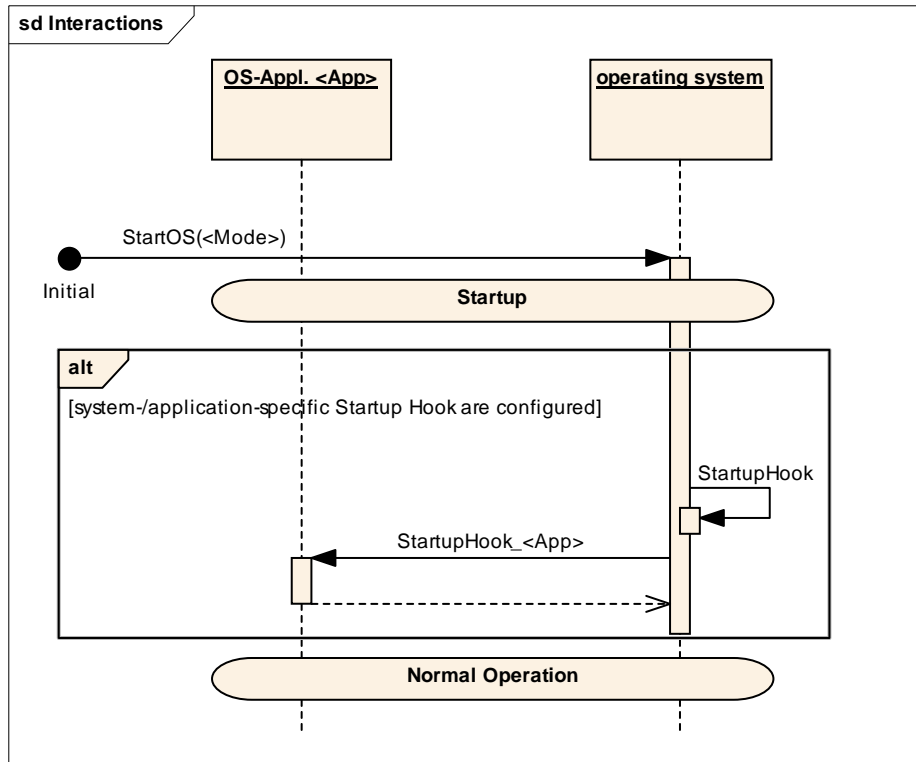 sd Interactions
OS-Appl. <App>
operating system
StartOS(<Mode>)
Initial
Startup
alt
[system-/application-specific Startup Hook are configured]
StartupHook
StartupHook_<App>
Normal Operation